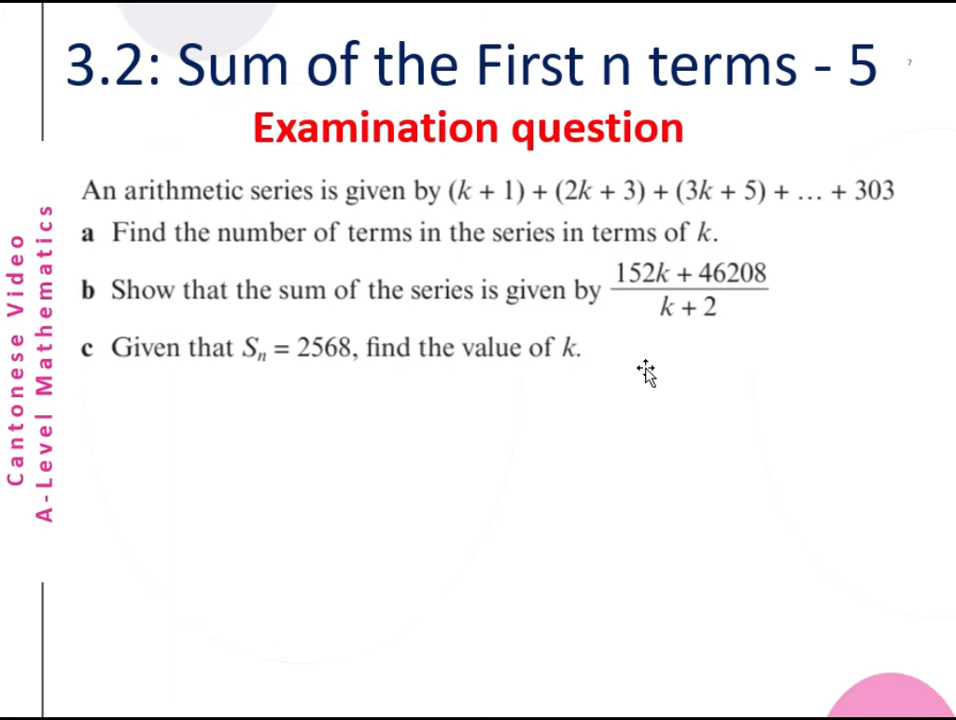 3.2: Sum of the First n terms - 5
7
Examination question
An arithmetic series is given by (k + 1) + (2k + 3) + (3k + 5) + … + 303
a Find the number of terms in the series in terms of k.
b Show that the sum of the series is given by (152k + 46208)/(k + 2)
c Given that Sₙ = 2568, find the value of k.
Cantonese Video
A-Level Mathematics